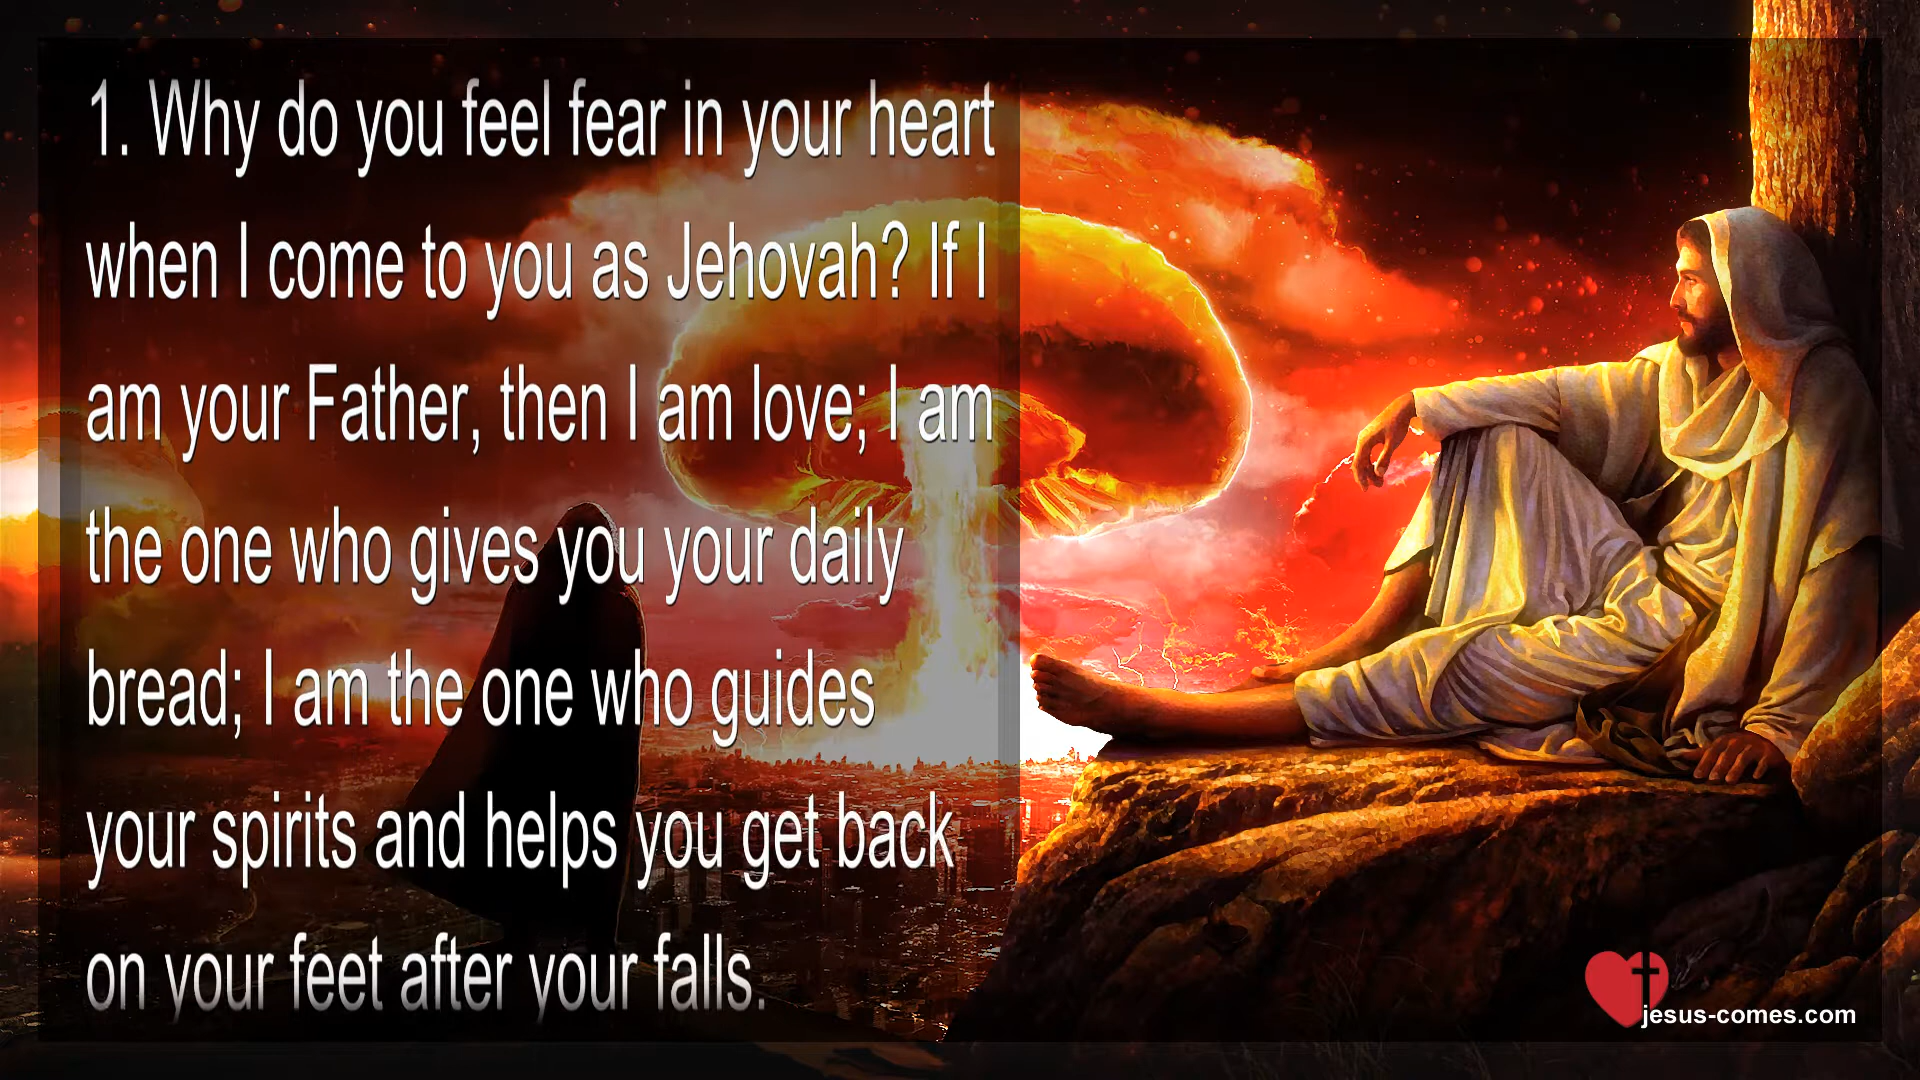 1. Why do you feel fear in your heart
when I come to you as Jehovah? If I
am your Father, then I am love; I am
the one who gives you your daily
bread; I am the one who guides
your spirits and helps you get back
on your feet after your falls.
jesus-comes.com